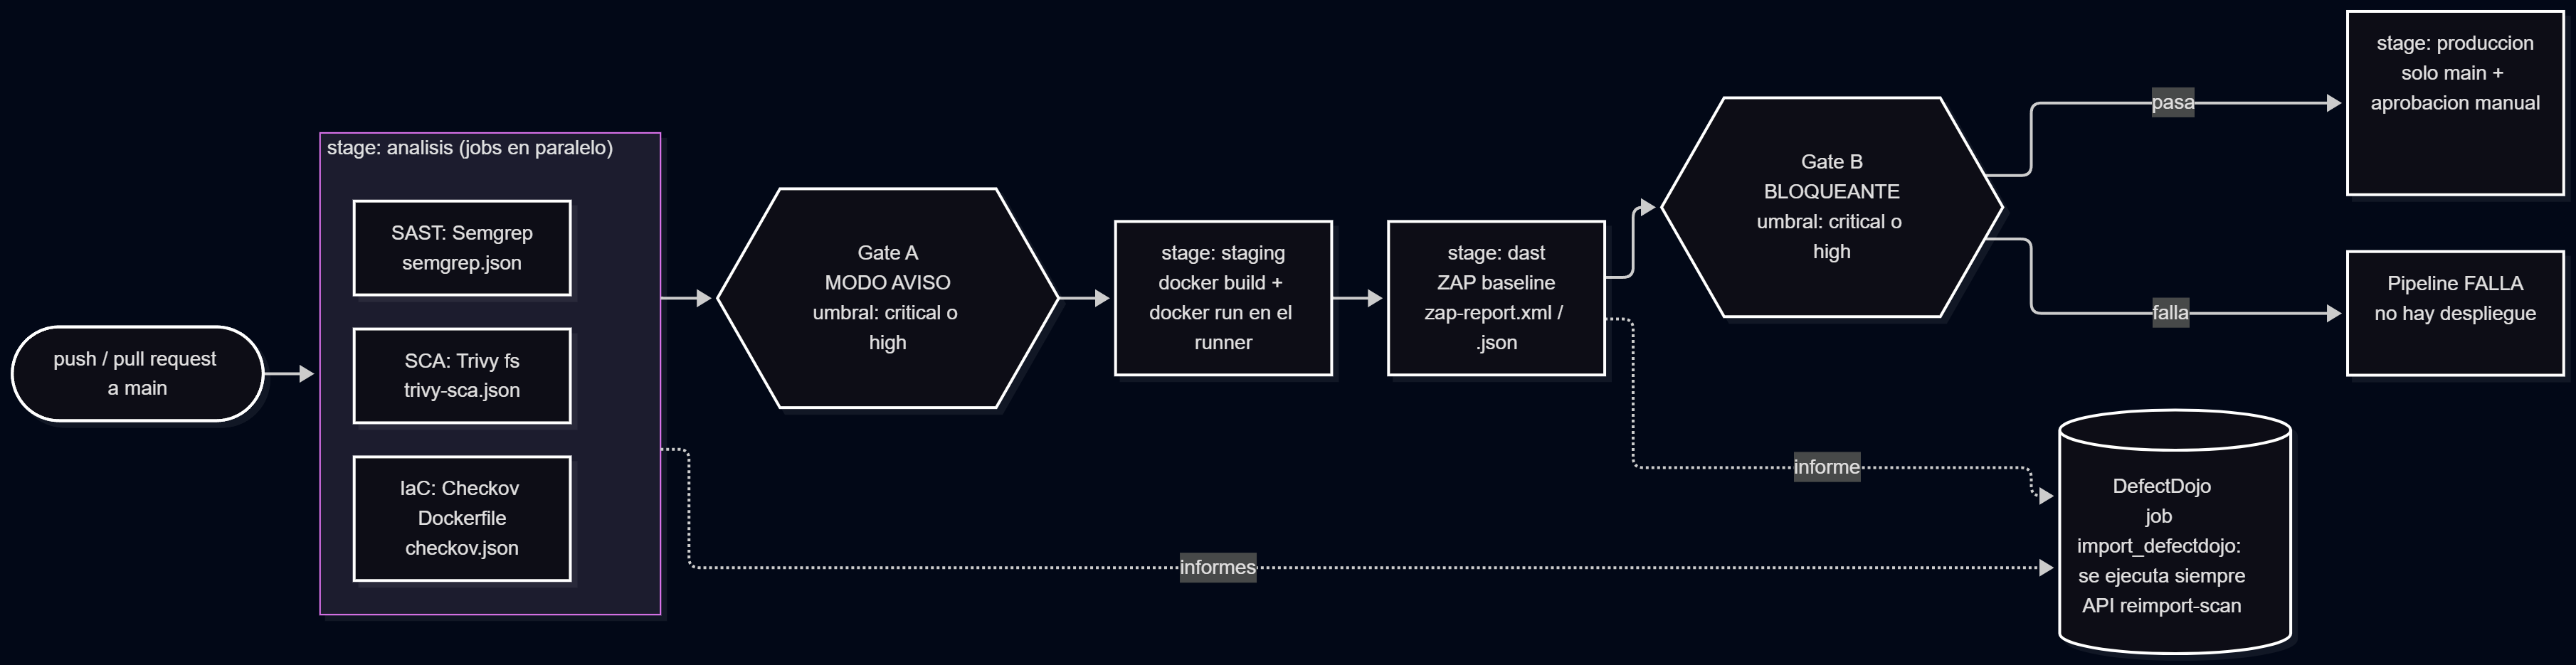 push / pull request
a main
stage: analisis (jobs en paralelo)
SAST: Semgrep
semgrep.json
SCA: Trivy fs
trivy-sca.json
IaC: Checkov
Dockerfile
checkov.json
Gate A
MODO AVISO
umbral: critical o
high
stage: staging
docker build +
docker run en el
runner
stage: dast
ZAP baseline
zap-report.xml /
.json
Gate B
BLOQUEANTE
umbral: critical o
high
pasa
stage: produccion
solo main +
aprobacion manual
falla
Pipeline FALLA
no hay despliegue
informe
informes
DefectDojo
job
import_defectdojo:
se ejecuta siempre
API reimport-scan